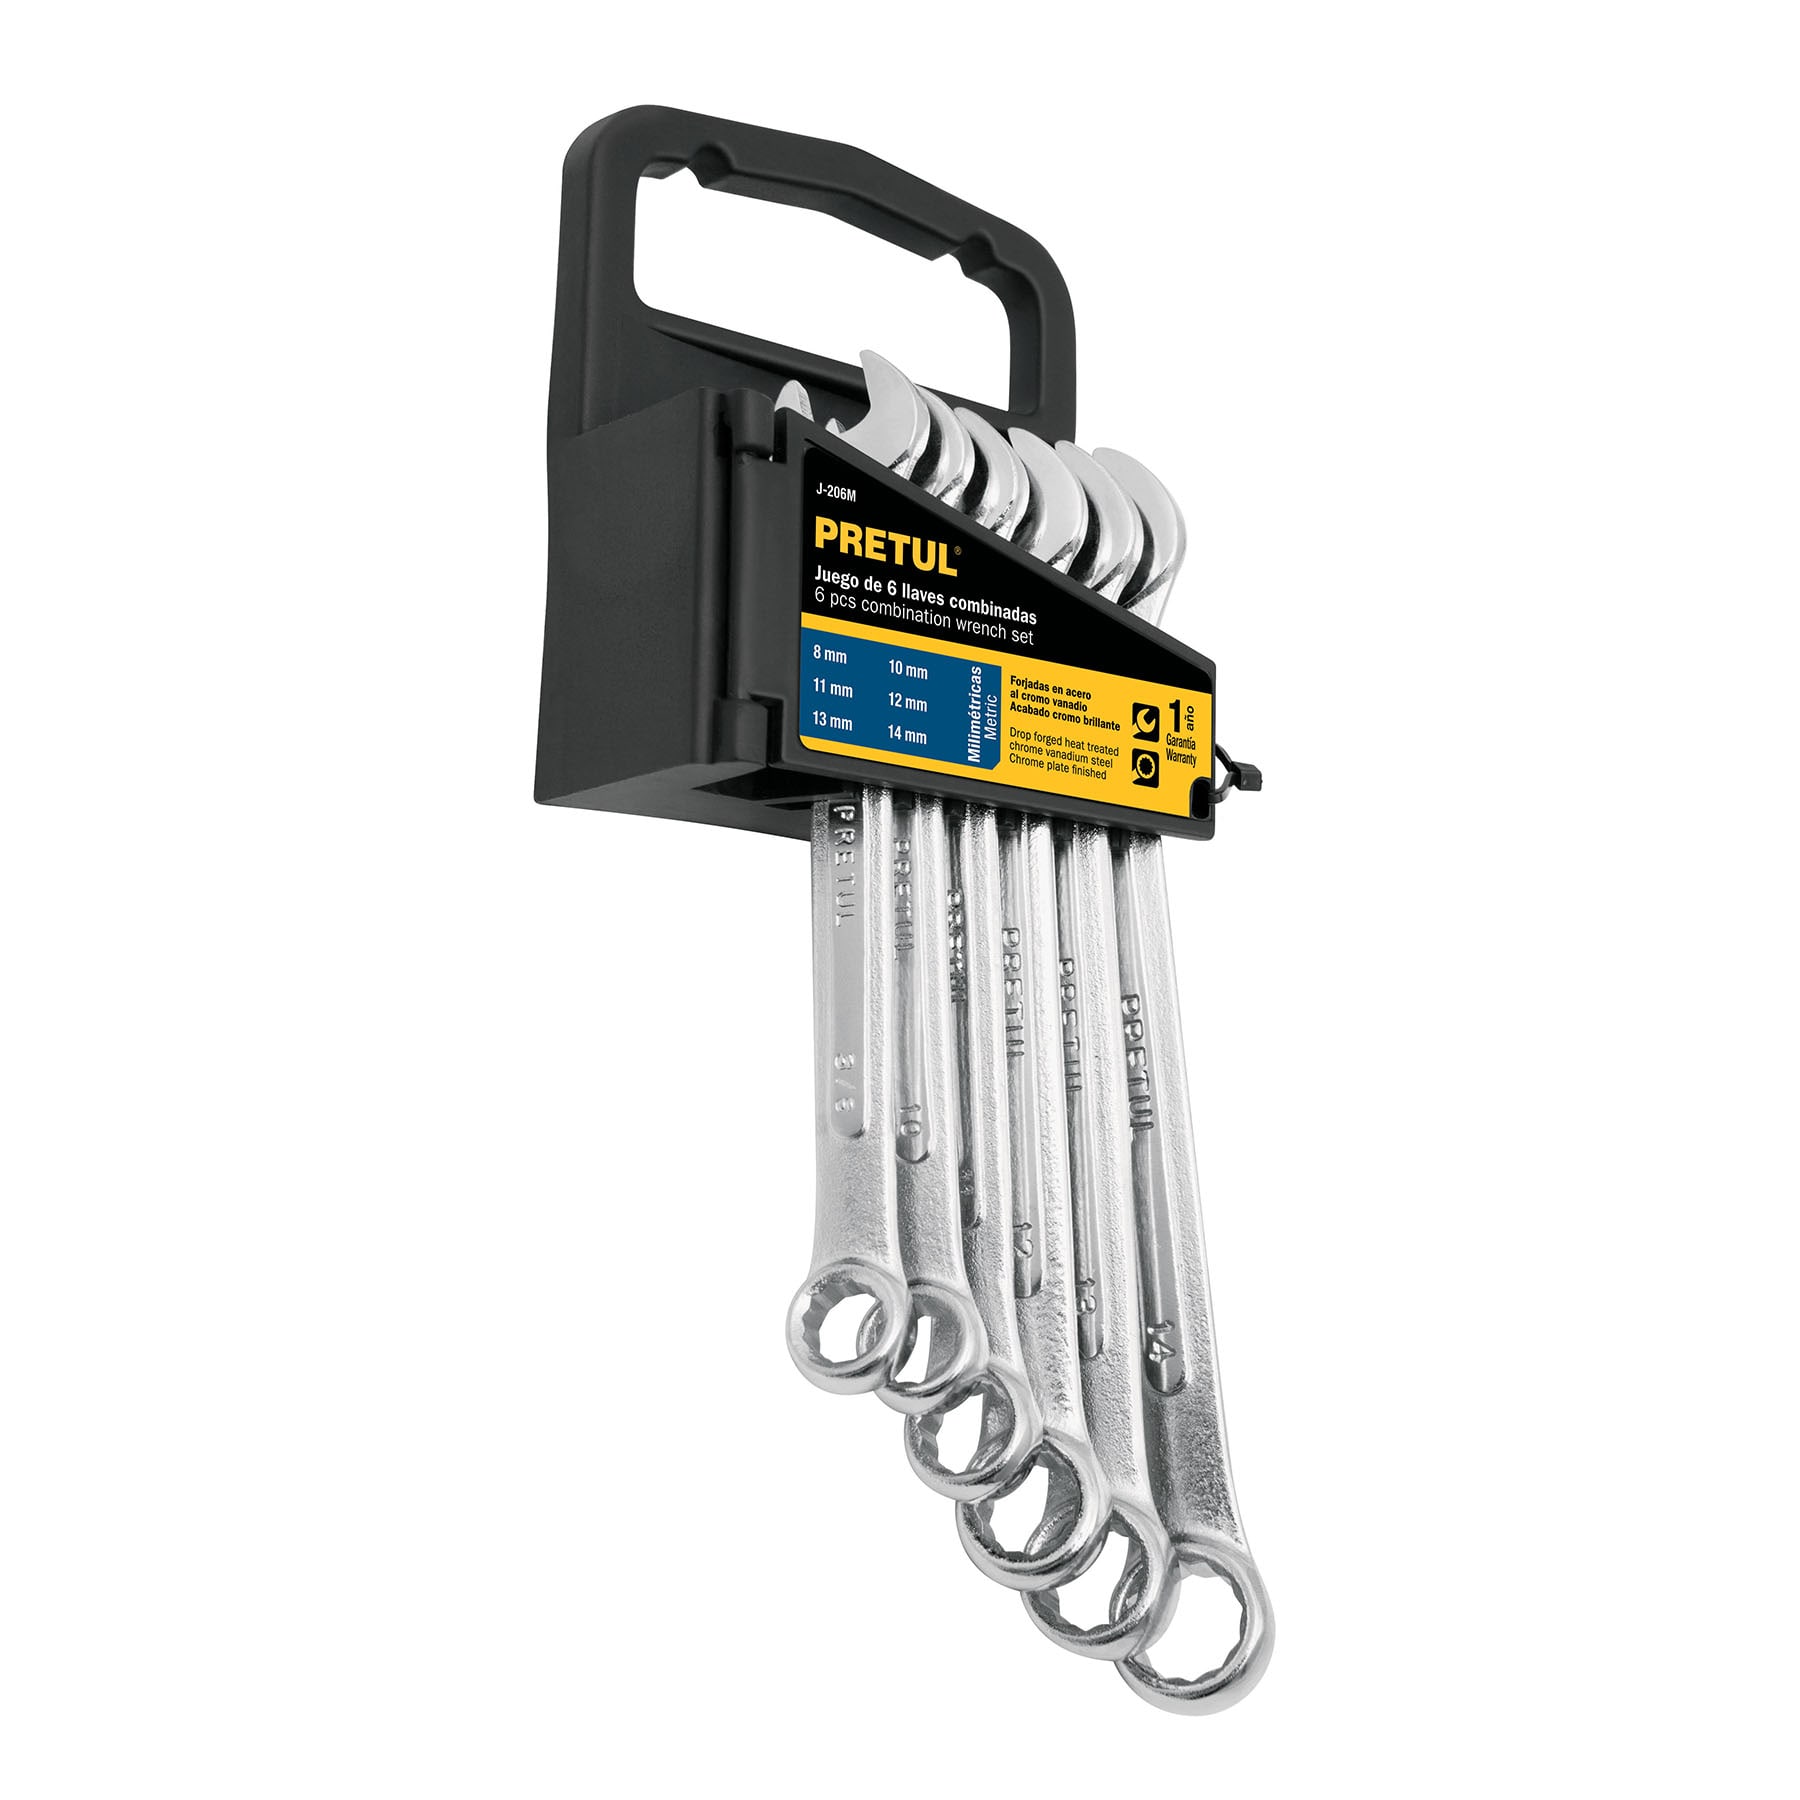 J-206M
PRETUL®
Juego de 6 llaves combinadas
6 pcs combination wrench set
8 mm 10 mm
11 mm 12 mm
13 mm 14 mm
Milimétricas
Metric
Forjadas en acero
al cromo vanadio
Acabado cromo brillante
Drop forged heat treated
chrome vanadium steel
Chrome plate finished
1 año
Garantía
Warranty
PRETUL 3/8
PRETUL 10
PRETUL
PRETUL 12
PRETUL 13
PRETUL 14